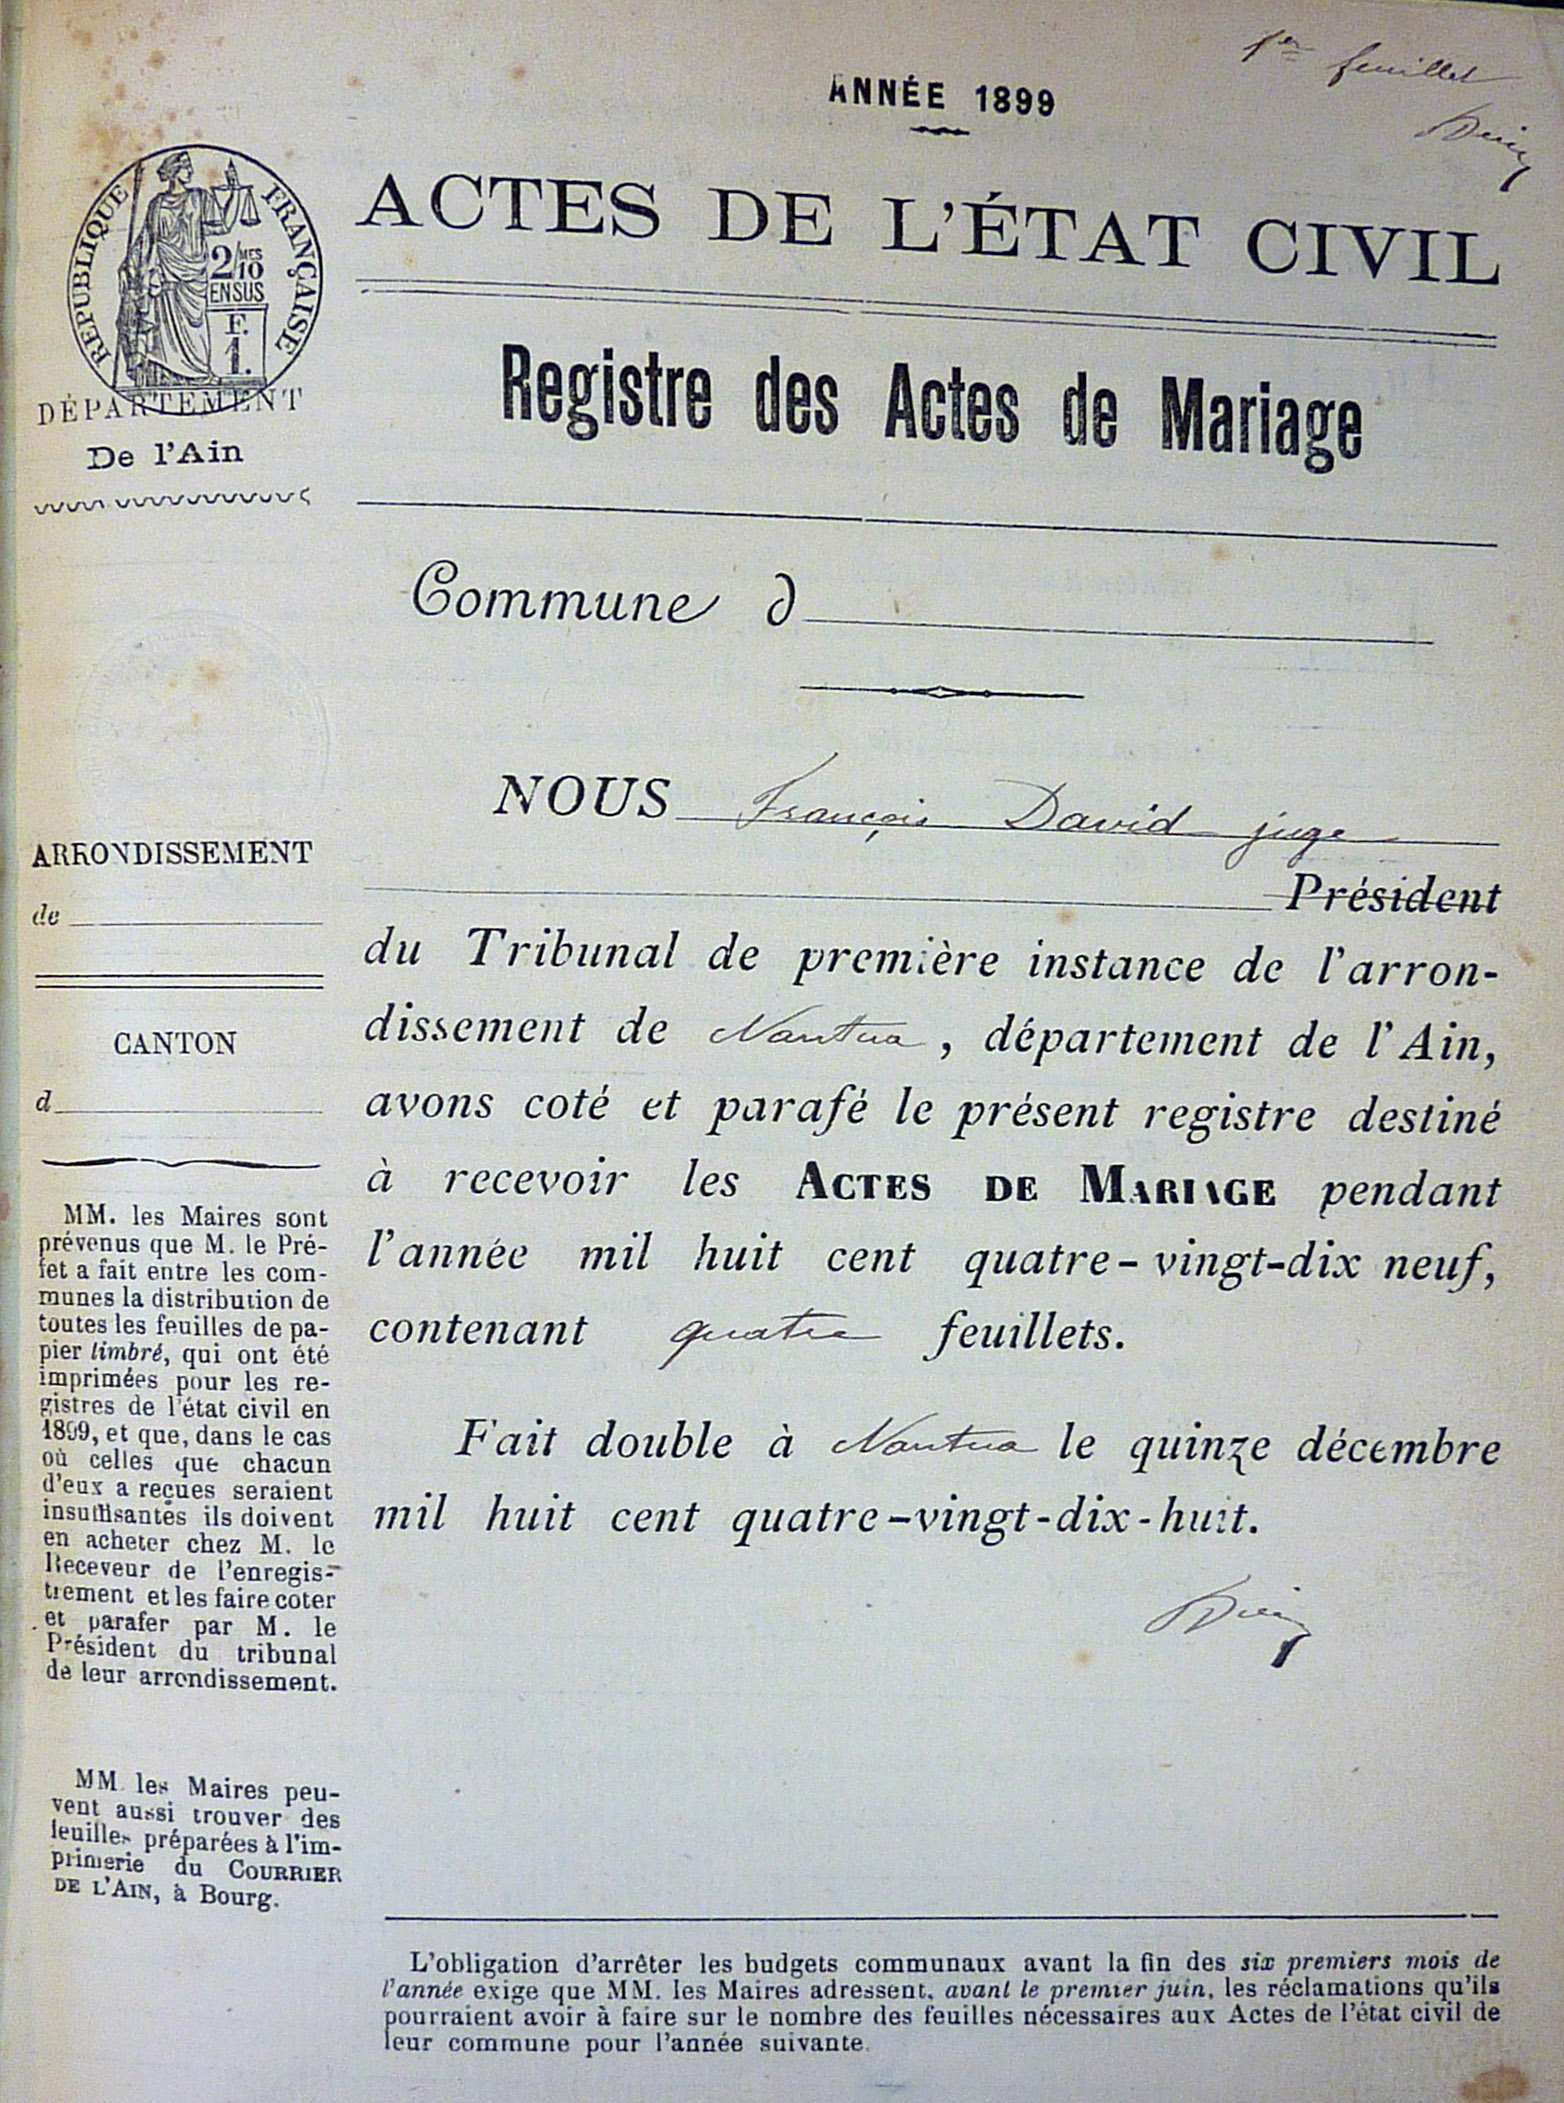 1er feuillet
ANNÉE 1899
ACTES DE L'ÉTAT CIVIL
RÉPUBLIQUE FRANÇAISE
2/MES
10
EN SUS
F.
1.
DÉPARTEMENT
De l'Ain
Registre des Actes de Mariage
Commune d
NOUS François David juge
Président
du Tribunal de première instance de l'arron-
dissement de Nantua, département de l'Ain,
avons coté et parafé le présent registre destiné
à recevoir les ACTES DE MARIAGE pendant
l'année mil huit cent quatre-vingt-dix neuf,
contenant quatre feuillets.
Fait double à Nantua le quinze décembre
mil huit cent quatre-vingt-dix-huit.
ARRONDISSEMENT
de
CANTON
d
MM. les Maires sont
prévenus que M. le Pré-
fet a fait entre les com-
munes la distribution de
toutes les feuilles de pa-
pier timbré, qui ont été
imprimées pour les re-
gistres de l'état civil en
1899, et que, dans le cas
où celles que chacun
d'eux a reçues seraient
insuffisantes ils doivent
en acheter chez M. le
Receveur de l'enregis-
trement et les faire coter
et parafer par M. le
Président du tribunal
de leur arrondissement.
MM. les Maires peu-
vent aussi trouver des
feuilles préparées à l'im-
primerie du COURRIER
DE L'AIN, à Bourg.
L'obligation d'arrêter les budgets communaux avant la fin des six premiers mois de
l'année exige que MM. les Maires adressent, avant le premier juin, les réclamations qu'ils
pourraient avoir à faire sur le nombre des feuilles nécessaires aux Actes de l'état civil de
leur commune pour l'année suivante.